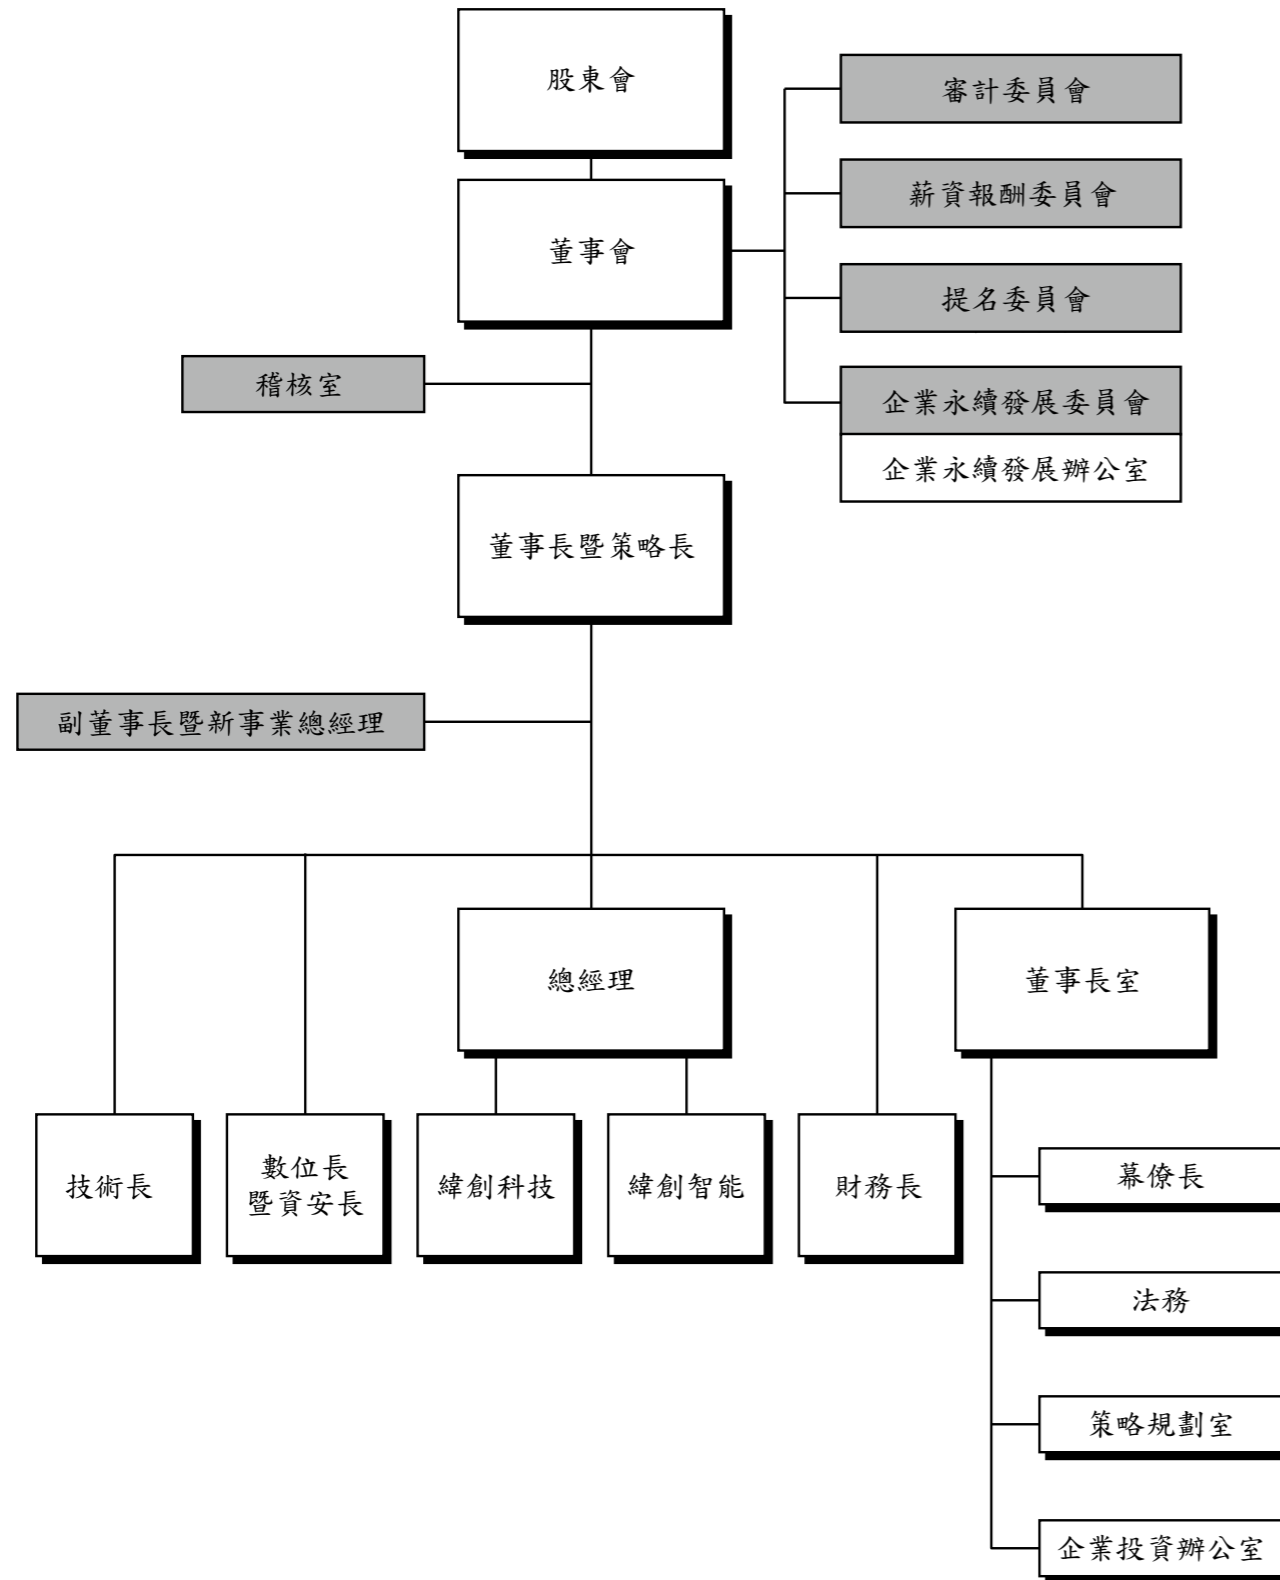 股東會
審計委員會
薪資報酬委員會
董事會
提名委員會
稽核室
企業永續發展委員會
企業永續發展辦公室
董事長暨策略長
副董事長暨新事業總經理
總經理
董事長室
技術長
數位長
暨資安長
緯創科技
緯創智能
財務長
幕僚長
法務
策略規劃室
企業投資辦公室